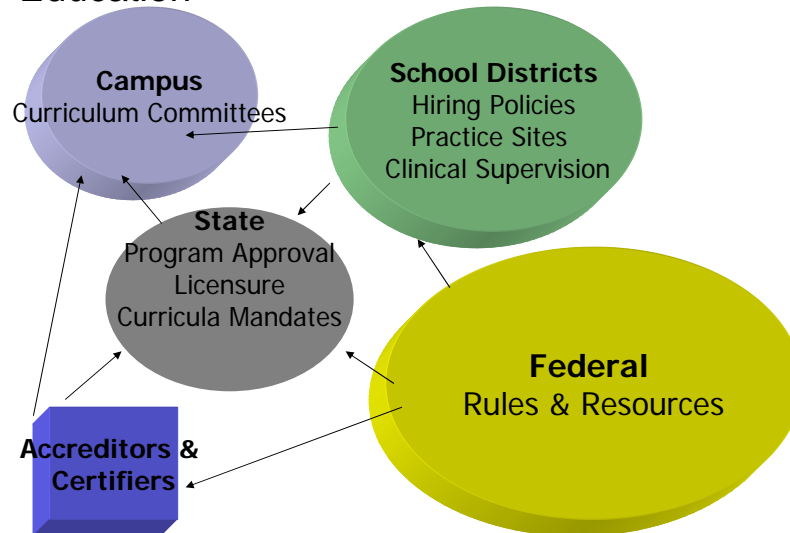 Education
Campus
Curriculum Committees
School Districts
Hiring Policies
Practice Sites
Clinical Supervision
State
Program Approval
Licensure
Curricula Mandates
Federal
Rules & Resources
Accreditors &
Certifiers